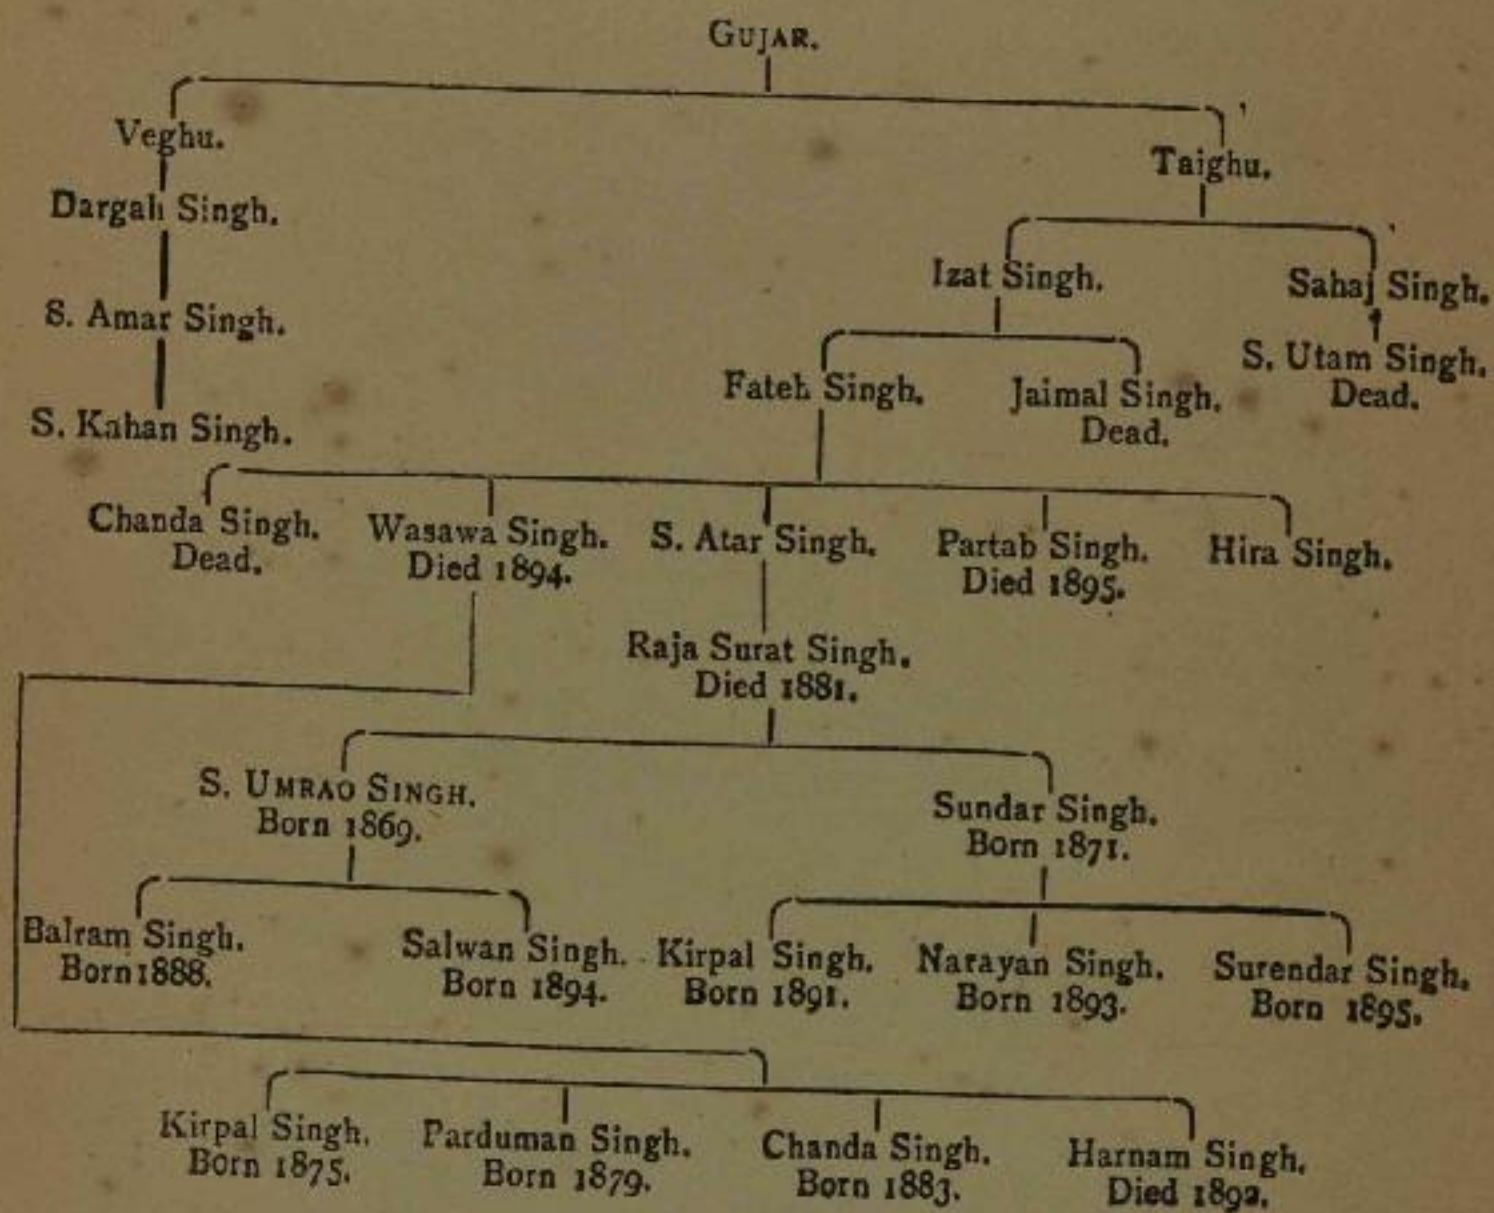 GUJAR.
Veghu.
Taighu.
Dargah Singh.
Izat Singh.
Sahaj Singh.
S. Amar Singh.
S. Utam Singh.
Dead.
Fateh Singh.
Jaimal Singh.
Dead.
S. Kahan Singh.
Chanda Singh.
Dead.
Wasawa Singh.
Died 1894.
S. Atar Singh.
Partab Singh.
Died 1895.
Hira Singh.
Raja Surat Singh.
Died 1881.
S. UMRAO SINGH.
Born 1869.
Sundar Singh.
Born 1871.
Balram Singh.
Born 1888.
Salwan Singh.
Born 1894.
Kirpal Singh.
Born 1891.
Narayan Singh.
Born 1893.
Surendar Singh.
Born 1895.
Kirpal Singh.
Born 1875.
Parduman Singh.
Born 1879.
Chanda Singh.
Born 1883.
Harnam Singh.
Died 1892.